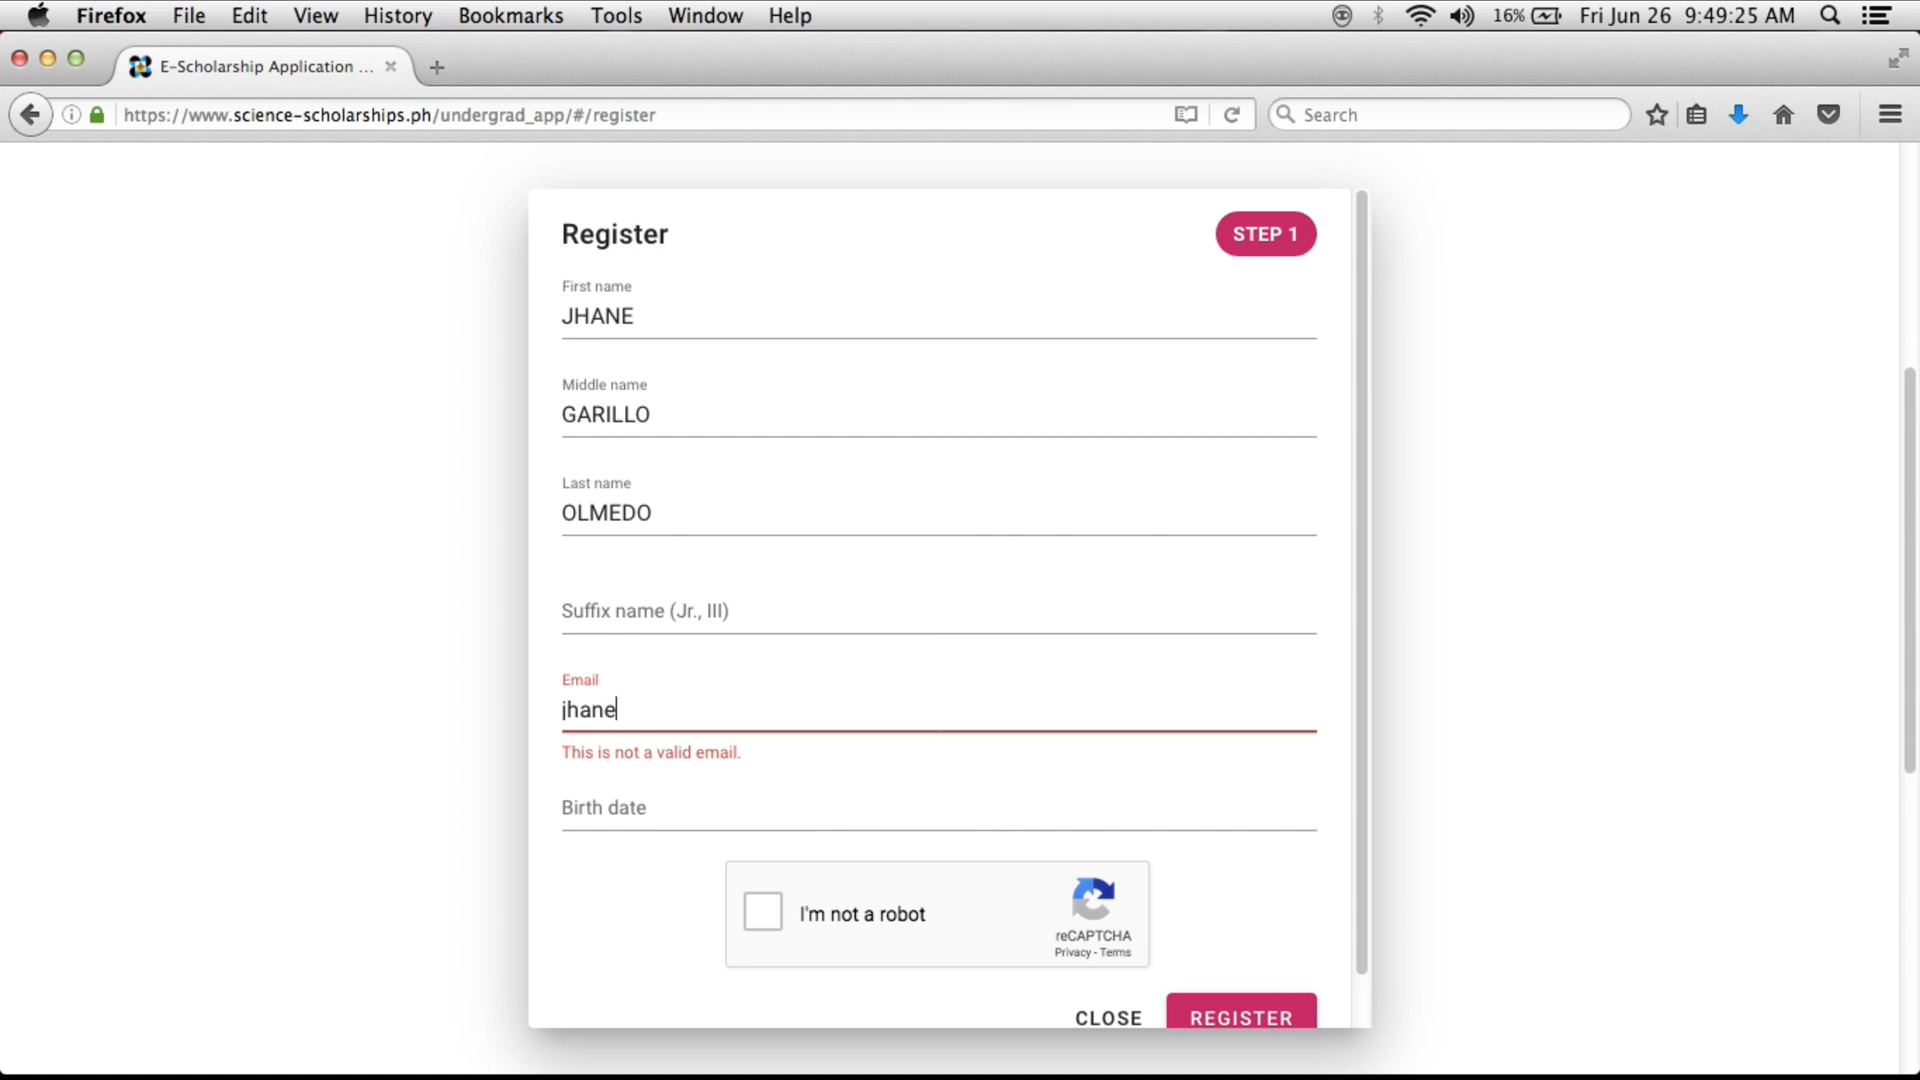 Firefox File Edit View History Bookmarks Tools Window Help 16% Fri Jun 26 9:49:25 AM
E-Scholarship Application ...
https://www.science-scholarships.ph/undergrad_app/#/register Search
Register STEP 1
First name
JHANE
Middle name
GARILLO
Last name
OLMEDO
Suffix name (Jr., III)
Email
jhane
This is not a valid email.
Birth date
I'm not a robot
reCAPTCHA
Privacy - Terms
CLOSE REGISTER